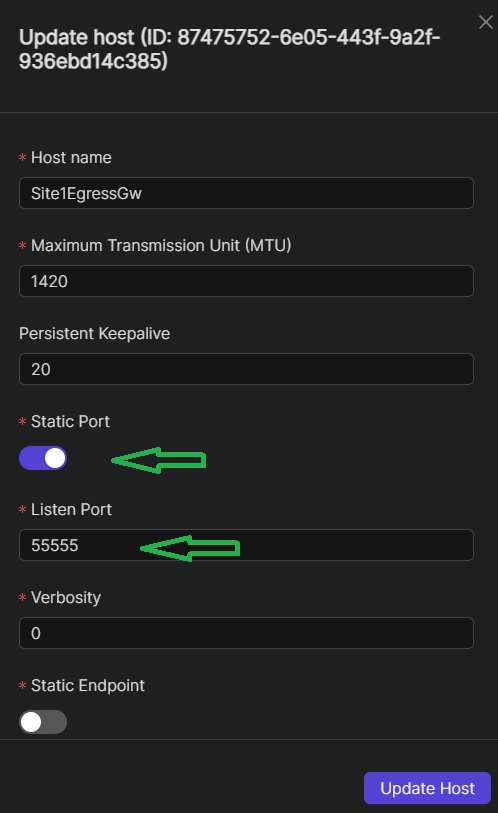 Update host (ID: 87475752-6e05-443f-9a2f-
936ebd14c385)
* Host name
Site1EgressGw
* Maximum Transmission Unit (MTU)
1420
Persistent Keepalive
20
* Static Port
* Listen Port
55555
* Verbosity
0
* Static Endpoint
Update Host